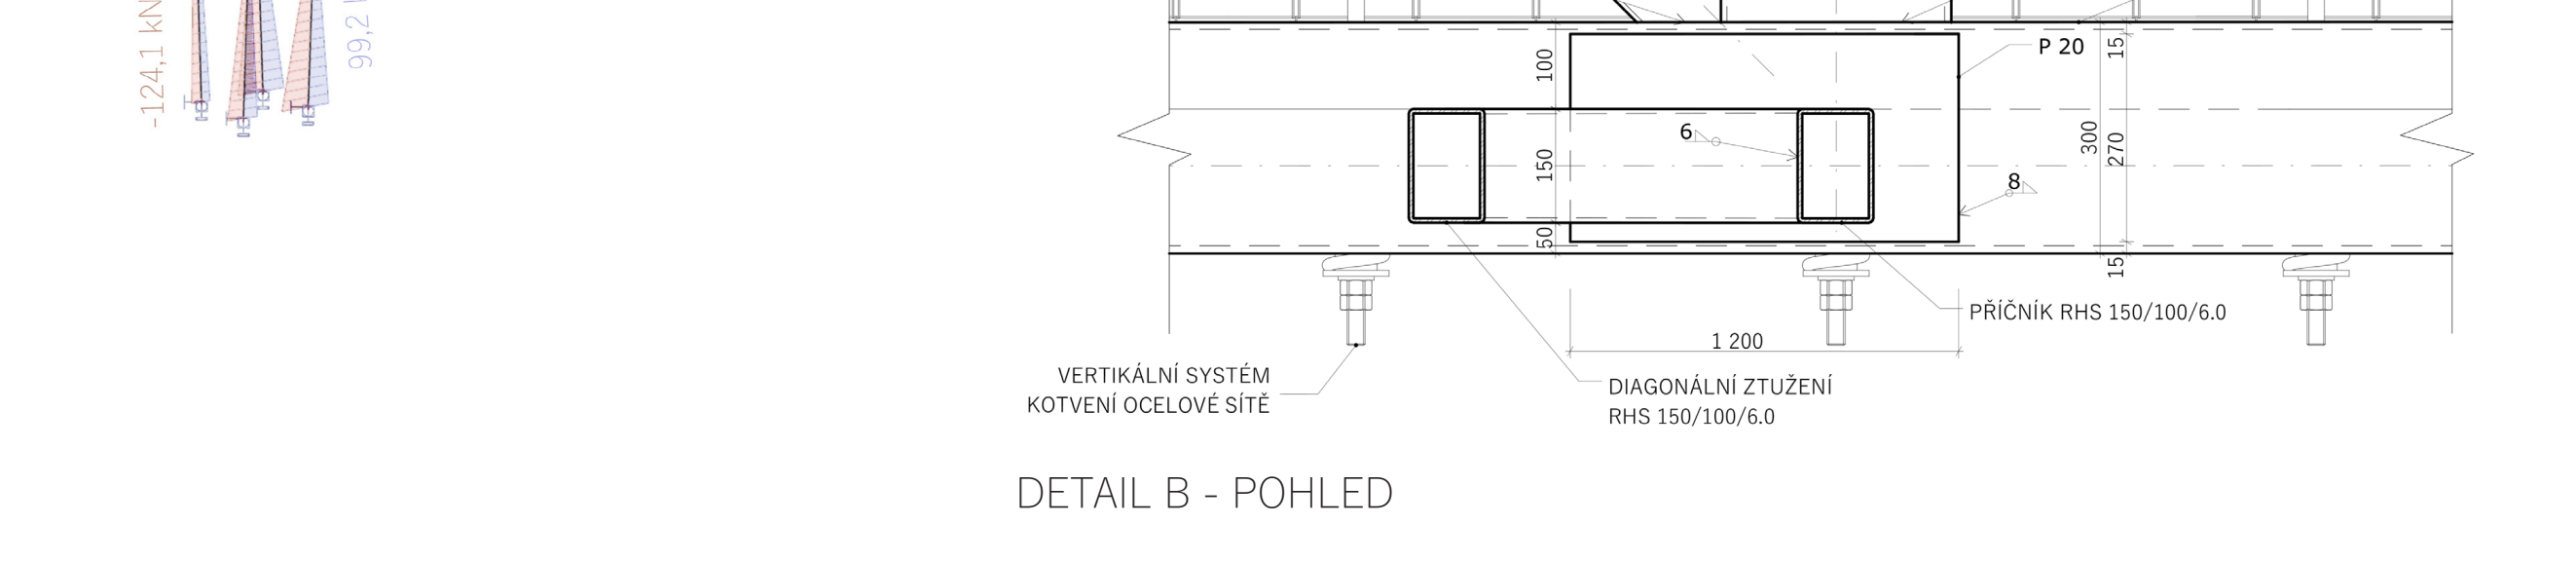 -124,1 kN
99,2
100
150
50
6
P 20
15
300
270
15
8
1 200
PŘÍČNÍK RHS 150/100/6.0
VERTIKÁLNÍ SYSTÉM
KOTVENÍ OCELOVÉ SÍTĚ
DIAGONÁLNÍ ZTUŽENÍ
RHS 150/100/6.0
DETAIL B - POHLED